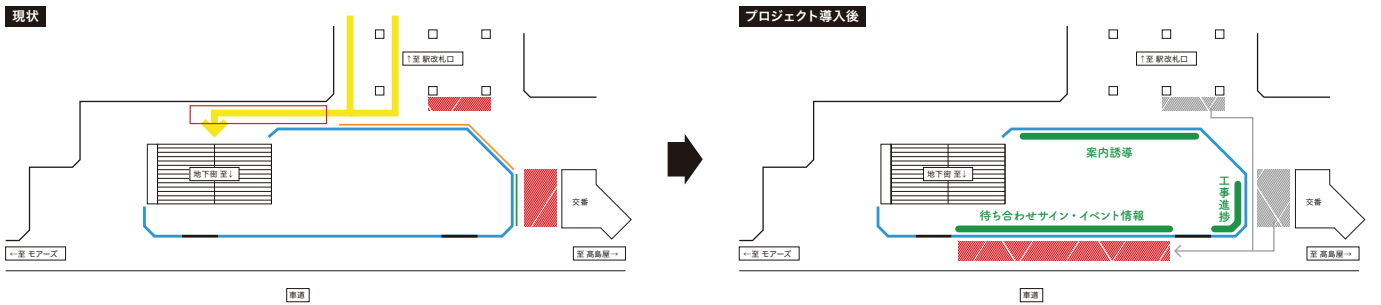 現状
↑至 駅改札口
地下街 至↓
交番
←至 モアーズ
至 高島屋→
車道
プロジェクト導入後
↑至 駅改札口
案内誘導
地下街 至↓
工事進捗
交番
待ち合わせサイン・イベント情報
←至 モアーズ
至 高島屋→
車道